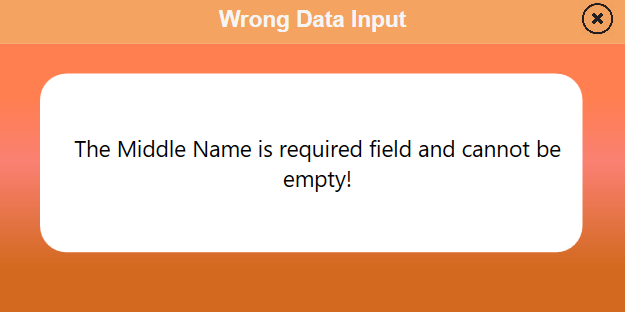 Wrong Data Input
The Middle Name is required field and cannot be
empty!